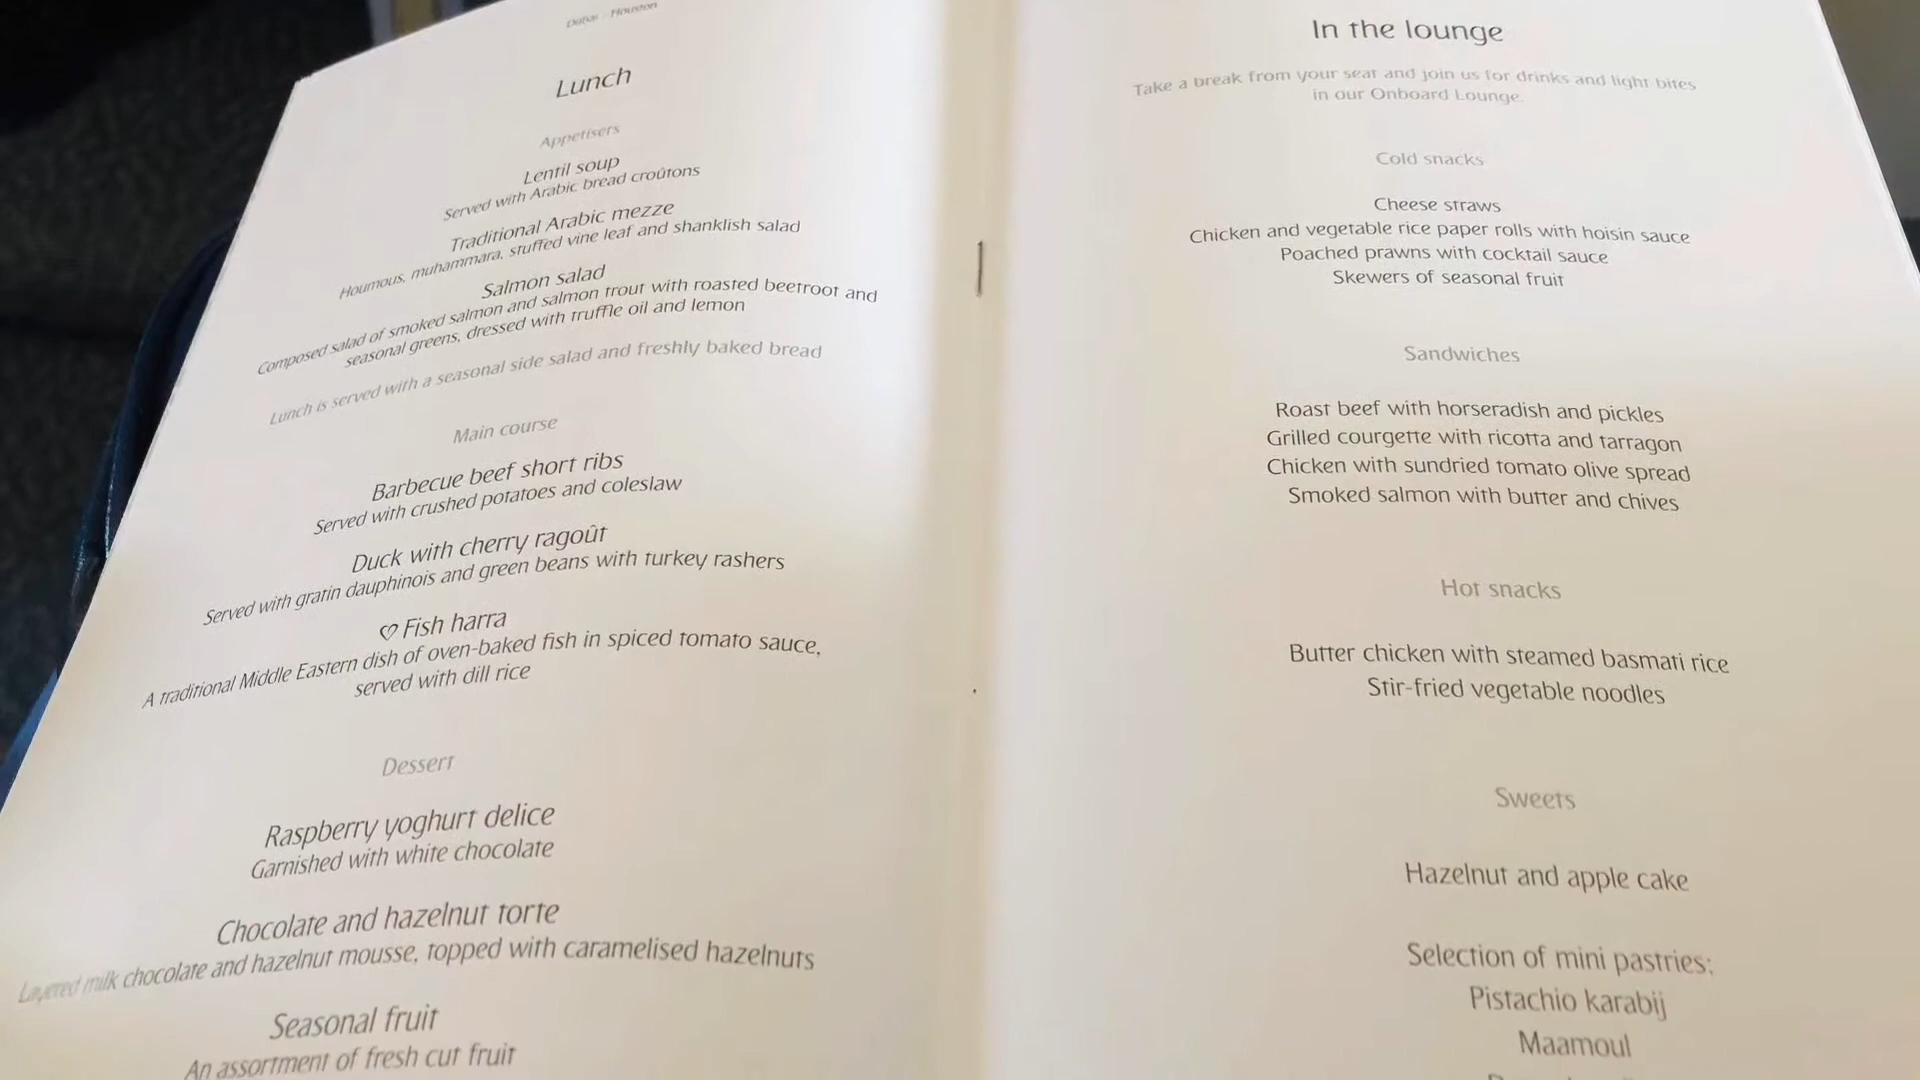 Dubai - Houston
Lunch
Appetisers
Lentil soup
Served with Arabic bread croûtons
Traditional Arabic mezze
Houmous, muhammara, stuffed vine leaf and shanklish salad
Salmon salad
Composed salad of smoked salmon and salmon trout with roasted beetroot and
seasonal greens, dressed with truffle oil and lemon
Lunch is served with a seasonal side salad and freshly baked bread
Main course
Barbecue beef short ribs
Served with crushed potatoes and coleslaw
Duck with cherry ragoût
Served with gratin dauphinois and green beans with turkey rashers
♡ Fish harra
A traditional Middle Eastern dish of oven-baked fish in spiced tomato sauce,
served with dill rice
Dessert
Raspberry yoghurt delice
Garnished with white chocolate
Chocolate and hazelnut torte
Layered milk chocolate and hazelnut mousse, topped with caramelised hazelnuts
Seasonal fruit
An assortment of fresh cut fruit
In the lounge
Take a break from your seat and join us for drinks and light bites
in our Onboard Lounge.
Cold snacks
Cheese straws
Chicken and vegetable rice paper rolls with hoisin sauce
Poached prawns with cocktail sauce
Skewers of seasonal fruit
Sandwiches
Roast beef with horseradish and pickles
Grilled courgette with ricotta and tarragon
Chicken with sundried tomato olive spread
Smoked salmon with butter and chives
Hot snacks
Butter chicken with steamed basmati rice
Stir-fried vegetable noodles
Sweets
Hazelnut and apple cake
Selection of mini pastries:
Pistachio karabij
Maamoul